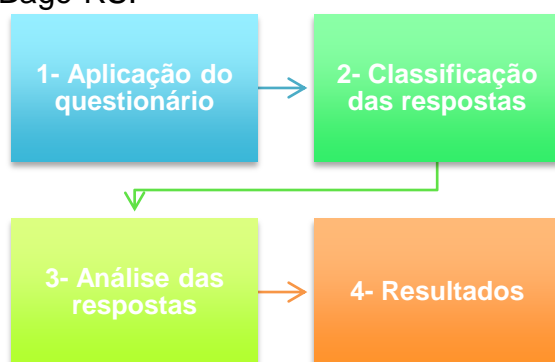 1- Aplicação do
questionário
2- Classificação
das respostas
3- Análise das
respostas
4- Resultados